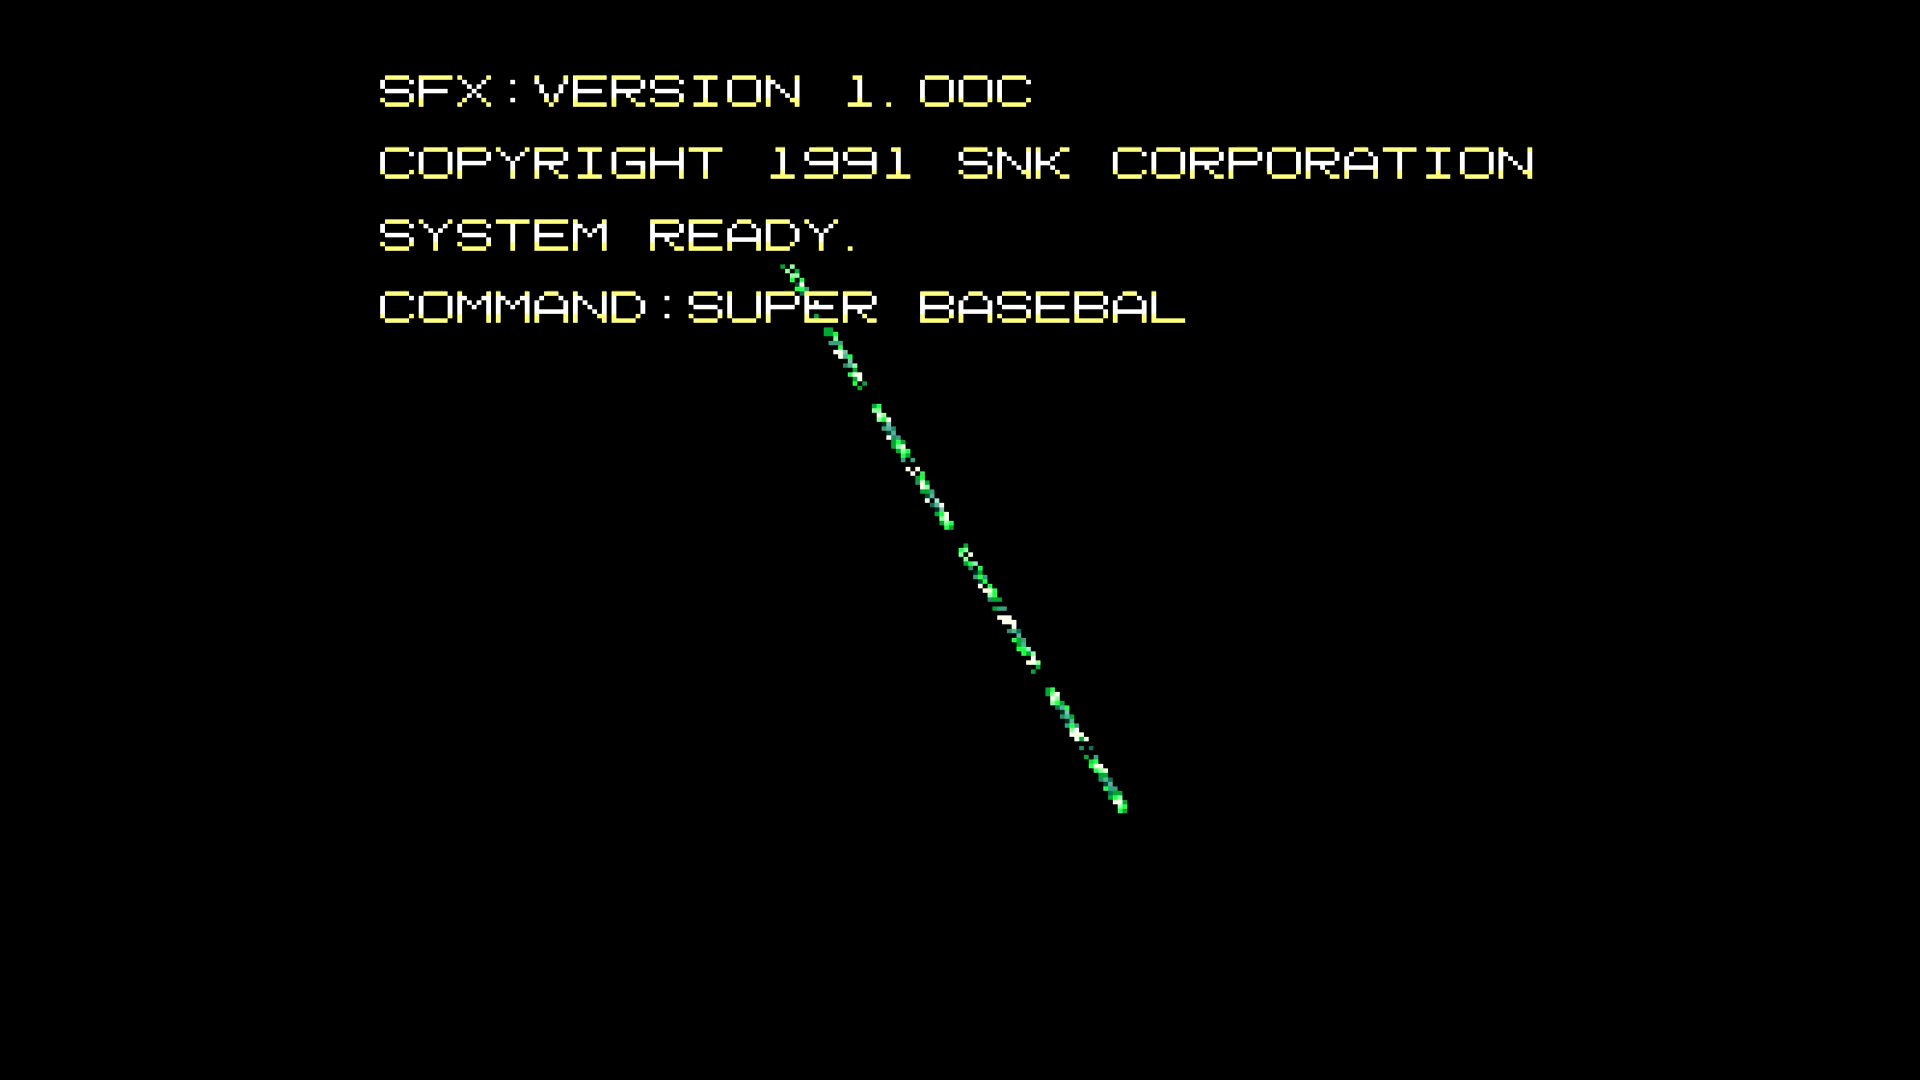 SFX:VERSION 1.00C
COPYRIGHT 1991 SNK CORPORATION
SYSTEM READY.
COMMAND:SUPER BASEBAL